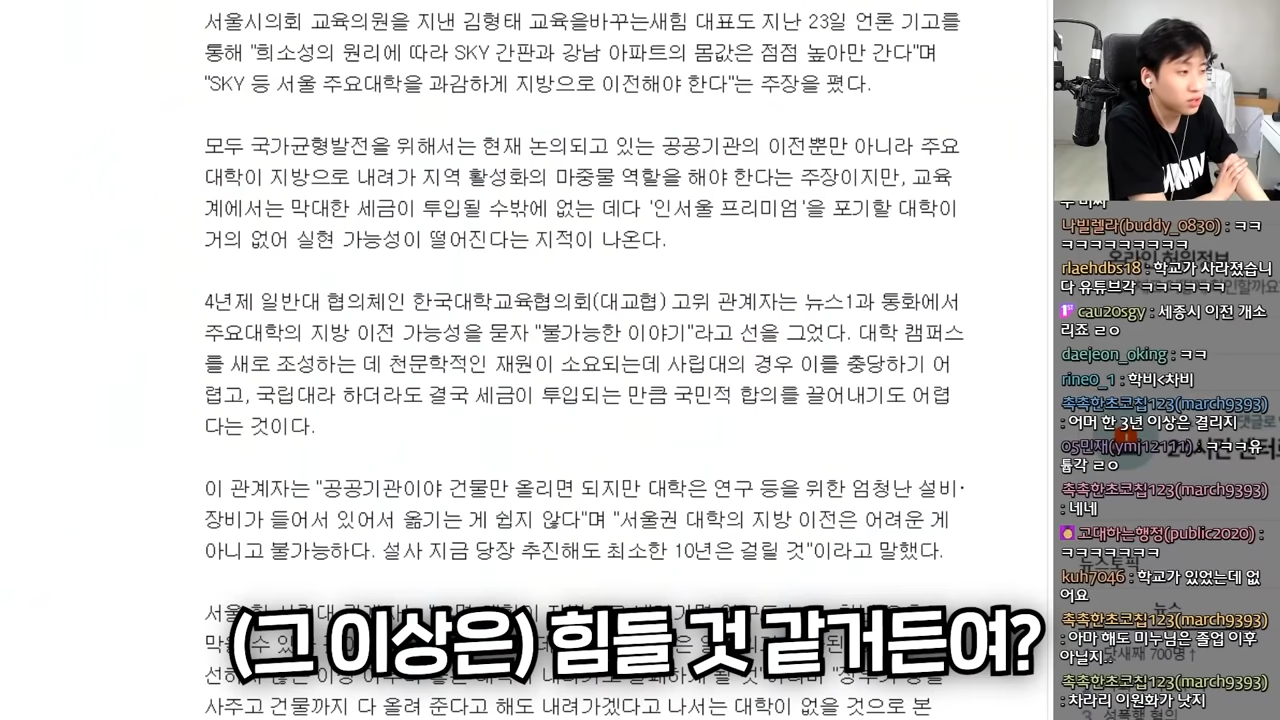 서울시의회 교육의원을 지낸 김형태 교육을바꾸는새힘 대표도 지난 23일 언론 기고를
통해 "희소성의 원리에 따라 SKY 간판과 강남 아파트의 몸값은 점점 높아만 간다"며
"SKY 등 서울 주요대학을 과감하게 지방으로 이전해야 한다"는 주장을 폈다.
모두 국가균형발전을 위해서는 현재 논의되고 있는 공공기관의 이전뿐만 아니라 주요
대학이 지방으로 내려가 지역 활성화의 마중물 역할을 해야 한다는 주장이지만, 교육
계에서는 막대한 세금이 투입될 수밖에 없는 데다 '인서울 프리미엄'을 포기할 대학이
거의 없어 실현 가능성이 떨어진다는 지적이 나온다.
4년제 일반대 협의체인 한국대학교육협의회(대교협) 고위 관계자는 뉴스1과 통화에서
주요대학의 지방 이전 가능성을 묻자 "불가능한 이야기"라고 선을 그었다. 대학 캠퍼스
를 새로 조성하는 데 천문학적인 재원이 소요되는데 사립대의 경우 이를 충당하기 어
렵고, 국립대라 하더라도 결국 세금이 투입되는 만큼 국민적 합의를 끌어내기도 어렵
다는 것이다.
이 관계자는 "공공기관이야 건물만 올리면 되지만 대학은 연구 등을 위한 엄청난 설비·
장비가 들어서 있어서 옮기는 게 쉽지 않다"며 "서울권 대학의 지방 이전은 어려운 게
아니고 불가능하다. 설사 지금 당장 추진해도 최소한 10년은 걸릴 것"이라고 말했다.
(그 이상은) 힘들 것 같거든여?
사주고 건물까지 다 올려 준다고 해도 내려가겠다고 나서는 대학이 없을 것으로 본
나빌렐라(buddy_0830) : ㅋㅋ
ㅋㅋㅋㅋㅋㅋㅋㅋㅋ
rlaehdbs18 : 학교가 사라졌습니
다 유튜브각 ㅋㅋㅋㅋㅋㅋ
cau20sgy : 세종시 이전 개소
리죠 ㄹㅇ
daejeon_oking : ㅋㅋ
rine0_1 : 학비<차비
촉촉한초코칩123(march9393)
: 어머 한 3년 이상은 걸리지
05민재(ymj12111) : ㅋㅋㅋ유
튭각 ㄹㅇ
촉촉한초코칩123(march9393)
: 네네
고대하는행정(public2020) :
ㅋㅋㅋㅋㅋㅋㅋ
kuh7046 : 학교가 있었는데 없
어요
촉촉한초코칩123(march9393)
: 아마 해도 미누님은 졸업 이후
아닐지..
촉촉한초코칩123(march9393)
: 차라리 이원화가 낫지